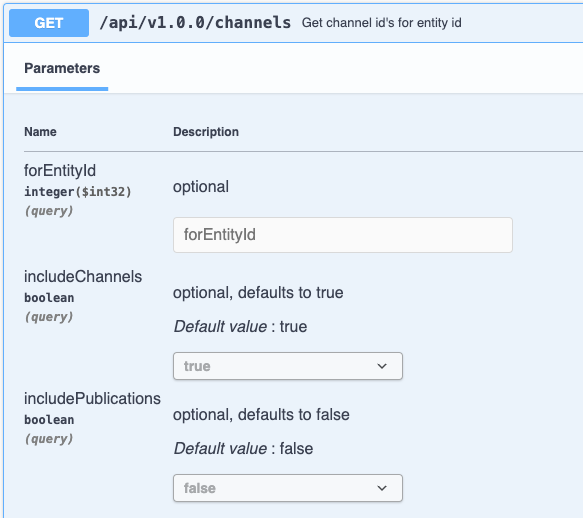 GET /api/v1.0.0/channels Get channel id's for entity id
Parameters
Name Description
forEntityId
integer($int32)
(query)
optional
forEntityId
includeChannels
boolean
(query)
optional, defaults to true
Default value : true
true
includePublications
boolean
(query)
optional, defaults to false
Default value : false
false